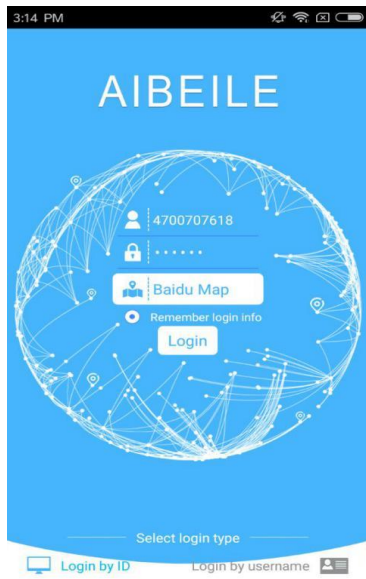 3:14 PM
AIBEILE
4700707618
Baidu Map
Remember login info
Login
Select login type
Login by ID
Login by username